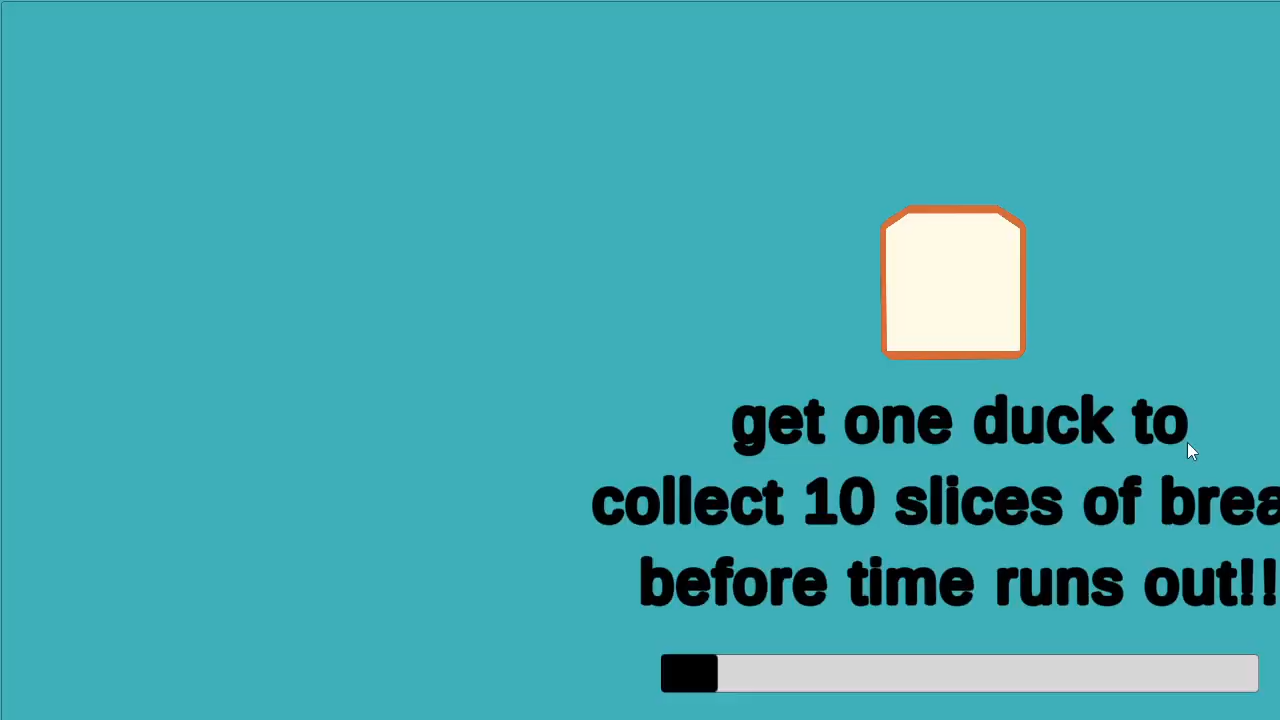 get one duck to
collect 10 slices of brea
before time runs out!!